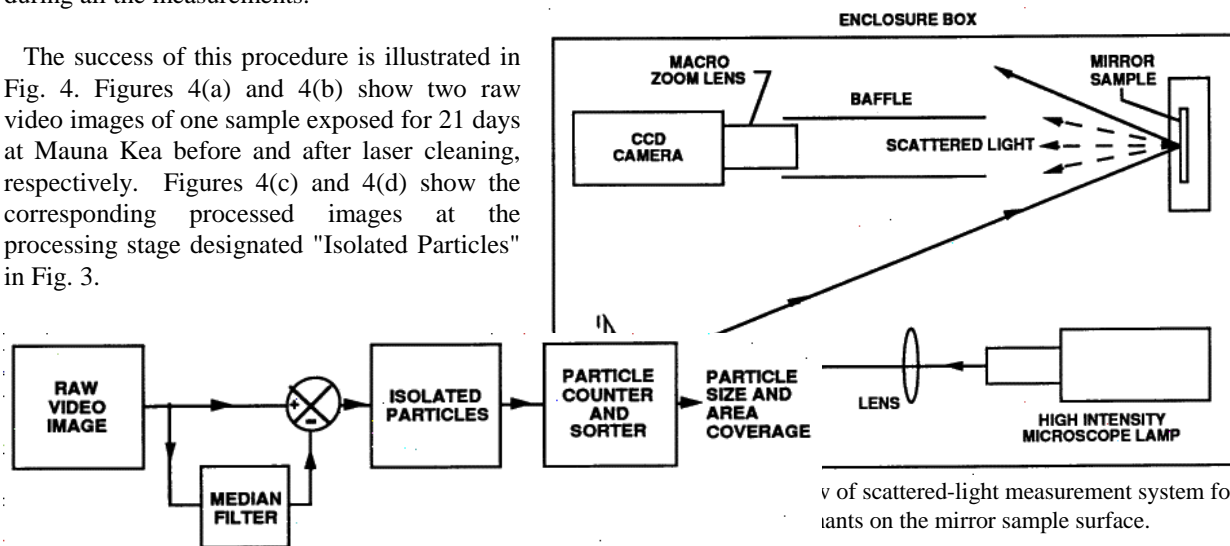 during all the measurements.
The success of this procedure is illustrated in
Fig. 4. Figures 4(a) and 4(b) show two raw
video images of one sample exposed for 21 days
at Mauna Kea before and after laser cleaning,
respectively. Figures 4(c) and 4(d) show the
corresponding processed images at the
processing stage designated "Isolated Particles"
in Fig. 3.
ENCLOSURE BOX
MACRO
ZOOM LENS
MIRROR
SAMPLE
BAFFLE
CCD
CAMERA
SCATTERED LIGHT
RAW
VIDEO
IMAGE
+
-
MEDIAN
FILTER
ISOLATED
PARTICLES
PARTICLE
COUNTER
AND
SORTER
PARTICLE
SIZE AND
AREA
COVERAGE
LENS
HIGH INTENSITY
MICROSCOPE LAMP
of scattered-light measurement system
on the mirror sample surface.